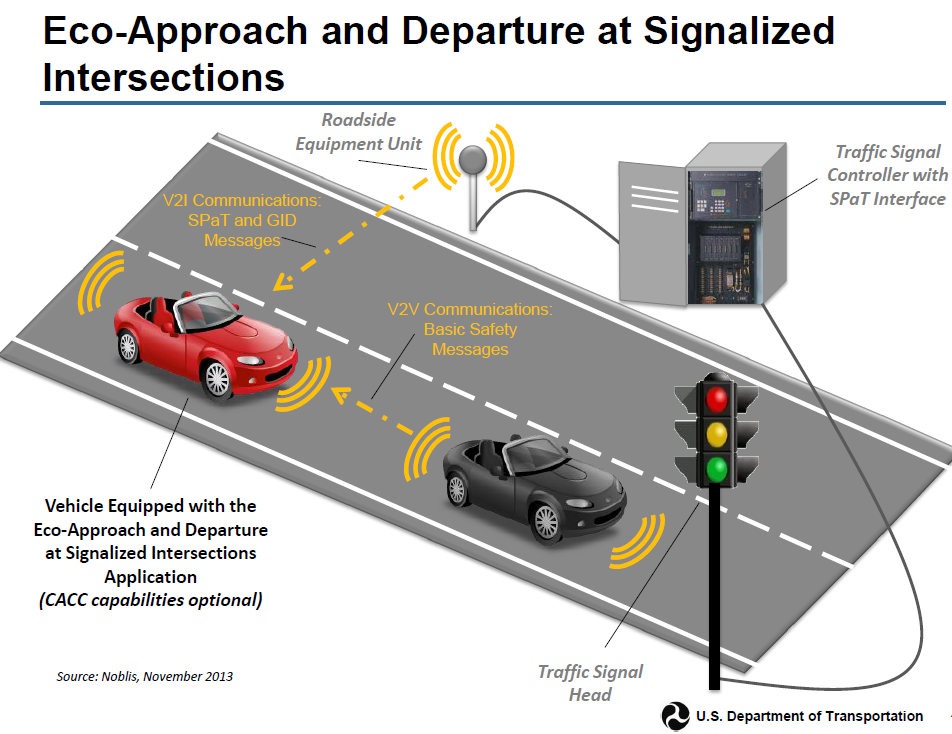 Eco-Approach and Departure at Signalized
Intersections
Roadside
Equipment Unit
Traffic Signal
Controller with
SPaT Interface
V2I Communications:
SPaT and GID
Messages
V2V Communications:
Basic Safety
Messages
Vehicle Equipped with the
Eco-Approach and Departure
at Signalized Intersections
Application
(CACC capabilities optional)
Traffic Signal
Head
Source: Noblis, November 2013
U.S. Department of Transportation